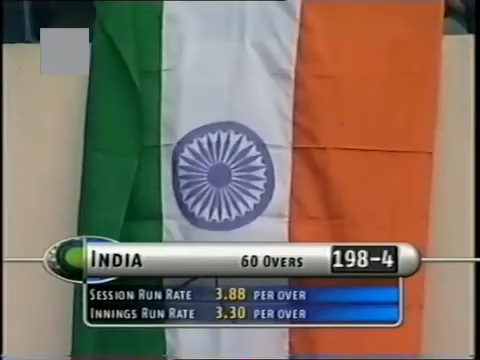 INDIA 60 OVERS 198-4
SESSION RUN RATE 3.88 PER OVER
INNINGS RUN RATE 3.30 PER OVER